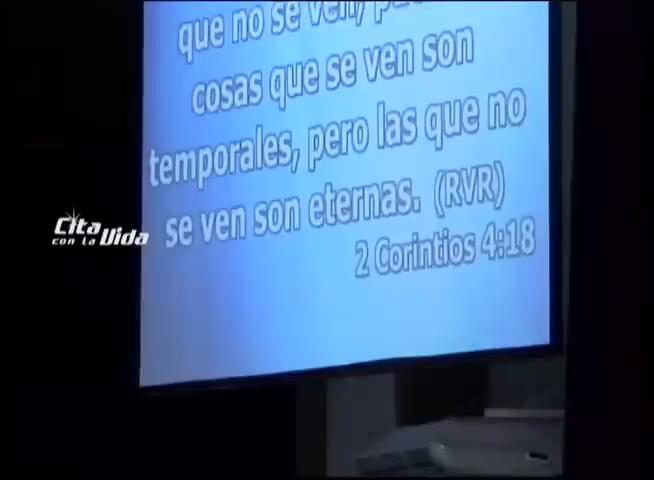 que no se ven,
cosas que se ven son
temporales, pero las que no
se ven son eternas. (RVR)
2 Corintios 4:18
Cita
con la Vida